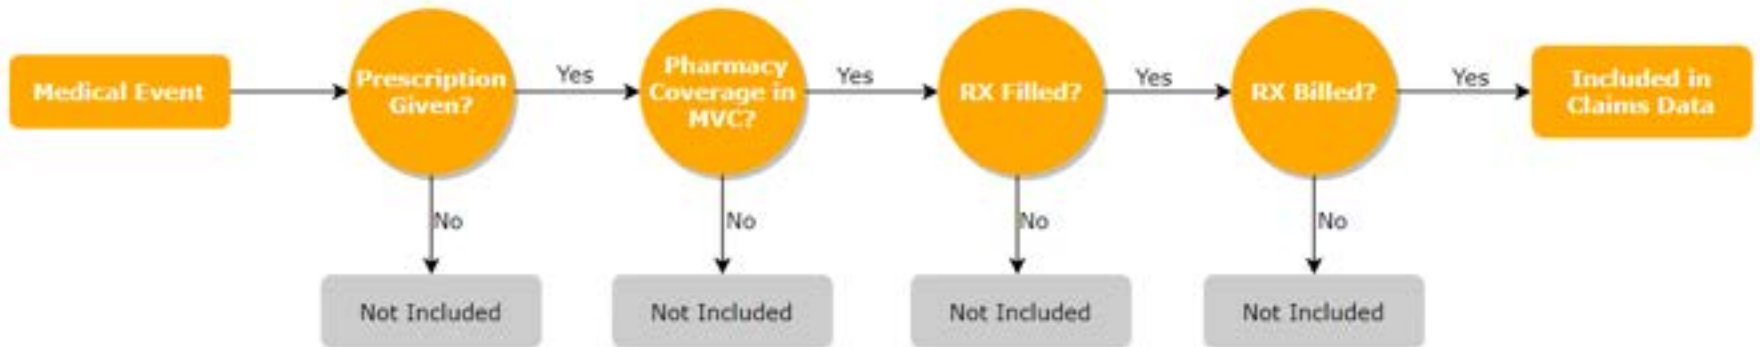 Medical Event
Prescription
Given?
Yes
Pharmacy
Coverage in
MVC?
Yes
RX Filled?
Yes
RX Billed?
Yes
Included in
Claims Data
No
No
No
No
Not Included
Not Included
Not Included
Not Included